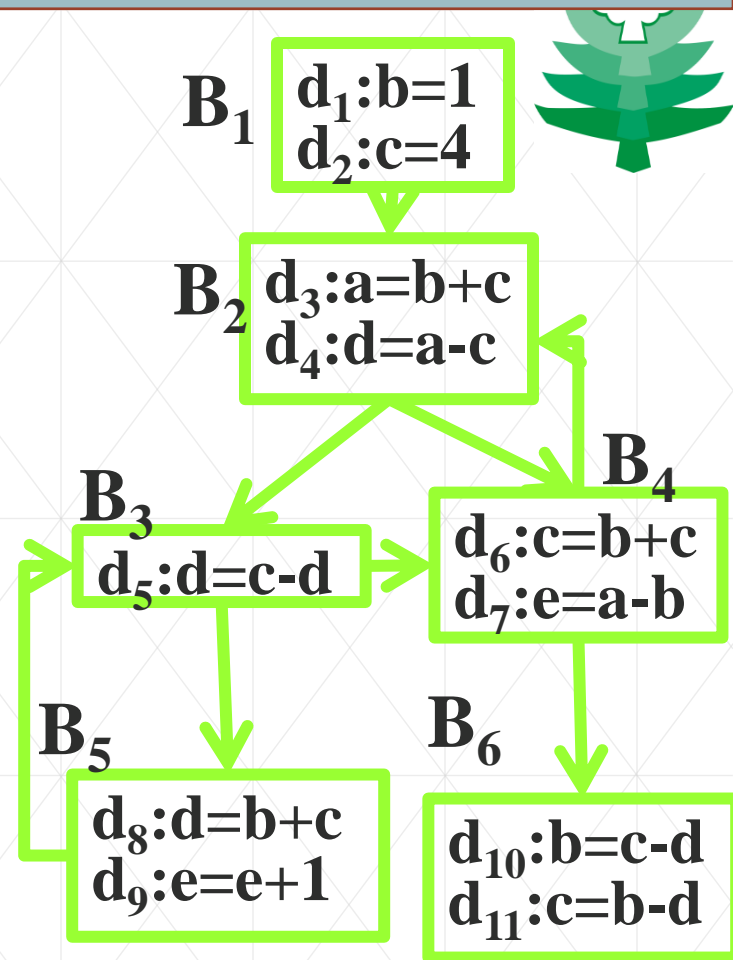 B₁
d₁:b=1
d₂:c=4
B₂
d₃:a=b+c
d₄:d=a-c
B₃
d₅:d=c-d
B₄
d₆:c=b+c
d₇:e=a-b
B₅
d₈:d=b+c
d₉:e=e+1
B₆
d₁₀:b=c-d
d₁₁:c=b-d